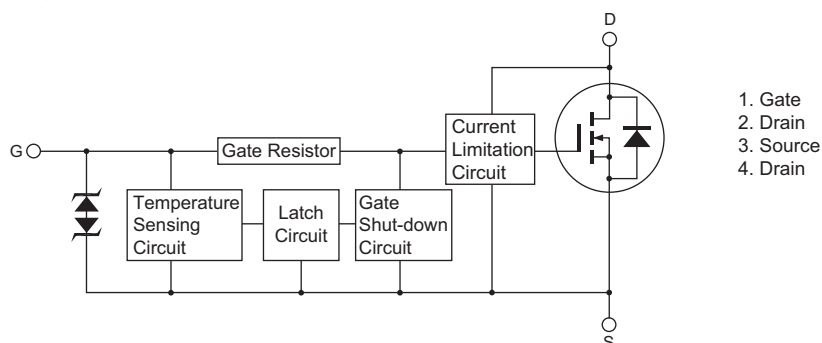 D
1. Gate
2. Drain
3. Source
4. Drain
G
Gate Resistor
Current
Limitation
Circuit
Temperature
Sensing
Circuit
Latch
Circuit
Gate
Shut-down
Circuit
S